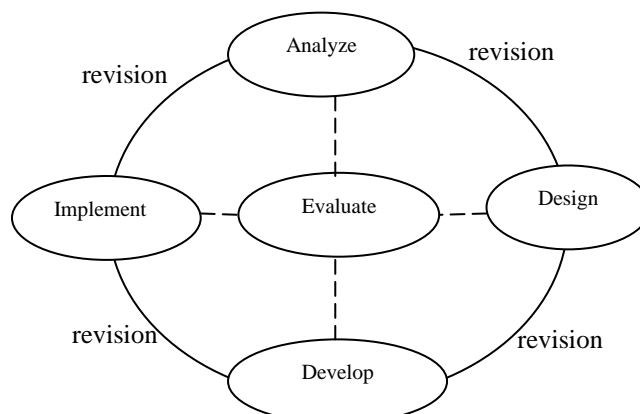 Analyze
revision
revision
Implement
Evaluate
Design
revision
revision
Develop